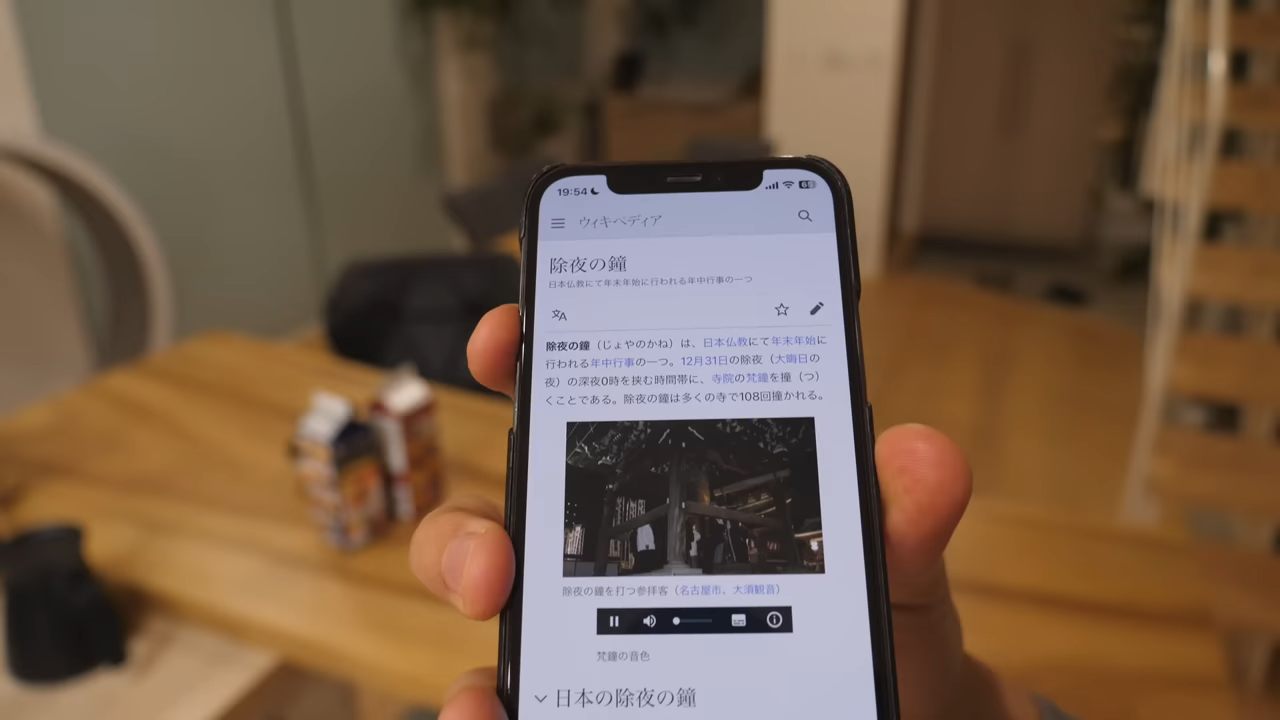 19:54
69
ウィキペディア
除夜の鐘
日本仏教にて年末年始に行われる年中行事の一つ
除夜の鐘（じょやのかね）は、日本仏教にて年末年始に
行われる年中行事の一つ。12月31日の除夜（大晦日の
夜）の深夜0時を挟む時間帯に、寺院の梵鐘を撞（つ）
くことである。除夜の鐘は多くの寺で108回撞かれる。
除夜の鐘を打つ参拝客（名古屋市、大須観音）
梵鐘の音色
日本の除夜の鐘